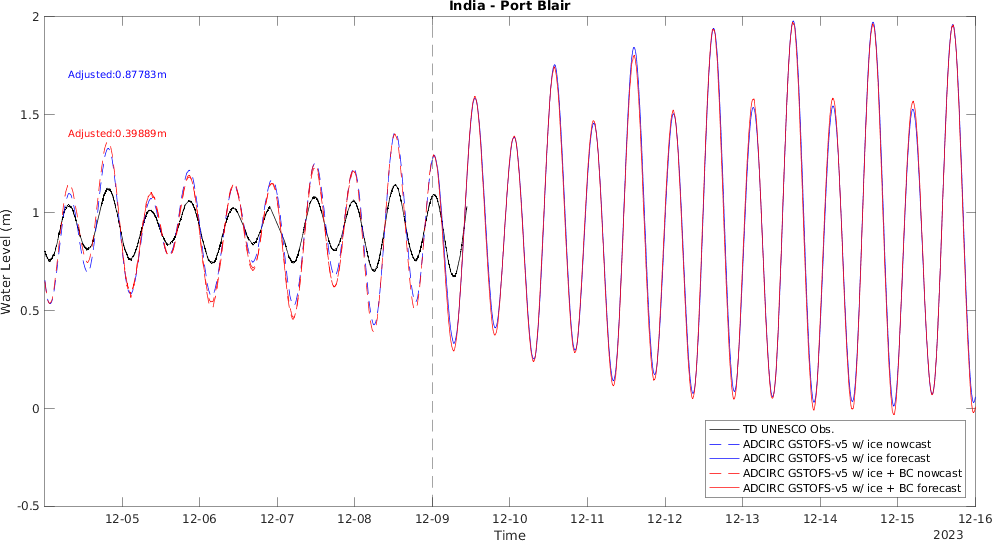 India - Port Blair
2
Adjusted:0.87783m
1.5
Adjusted:0.39889m
1
Water Level (m)
0.5
0
TD UNESCO Obs.
ADCIRC GSTOFS-v5 w/ ice nowcast
ADCIRC GSTOFS-v5 w/ ice forecast
ADCIRC GSTOFS-v5 w/ ice + BC nowcast
ADCIRC GSTOFS-v5 w/ ice + BC forecast
-0.5
12-05 12-06 12-07 12-08 12-09 12-10 12-11 12-12 12-13 12-14 12-15 12-16
Time
2023